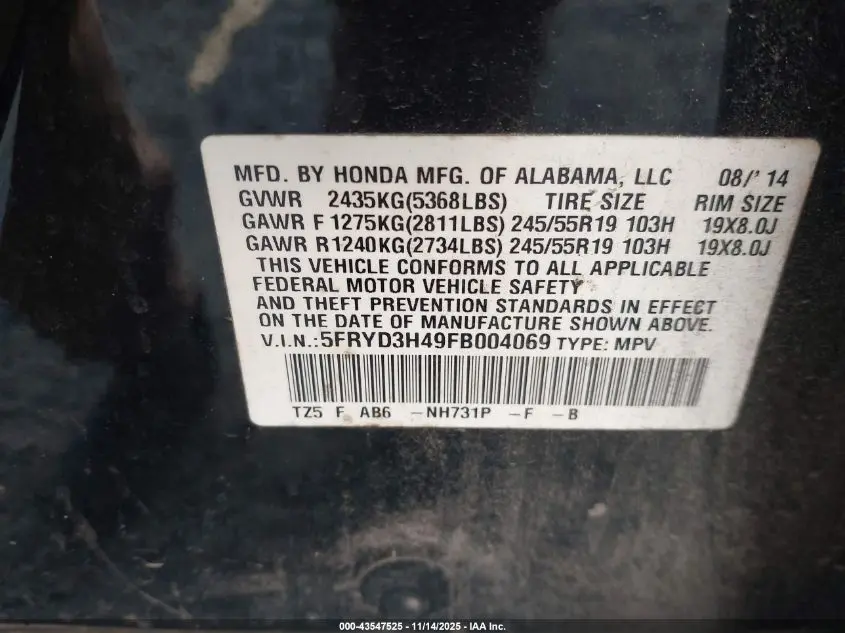 MFD. BY HONDA MFG. OF ALABAMA, LLC 08/' 14
GVWR 2435KG(5368LBS) TIRE SIZE RIM SIZE
GAWR F 1275KG(2811LBS) 245/55R19 103H 19X8.0J
GAWR R1240KG(2734LBS) 245/55R19 103H 19X8.0J
THIS VEHICLE CONFORMS TO ALL APPLICABLE
FEDERAL MOTOR VEHICLE SAFETY
AND THEFT PREVENTION STANDARDS IN EFFECT
ON THE DATE OF MANUFACTURE SHOWN ABOVE.
V.I.N.:5FRYD3H49FB004069 TYPE: MPV
TZ5 F AB6 -NH731P -F -B
000-43547525 - 11/14/2025 - IAA Inc.